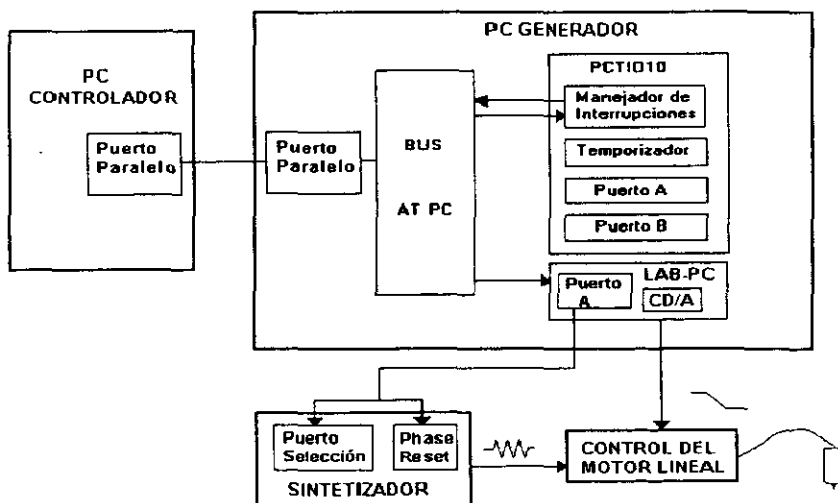 PC GENERADOR
PC
CONTROLADOR
Puerto
Paralelo
Puerto
Paralelo
BUS
AT PC
PCTIO10
Manejador de
Interrupciones
Temporizador
Puerto A
Puerto B
LAB-PC
Puerto
A
CD/A
Puerto
Selección
Phase
Reset
SINTETIZADOR
CONTROL DEL
MOTOR LINEAL